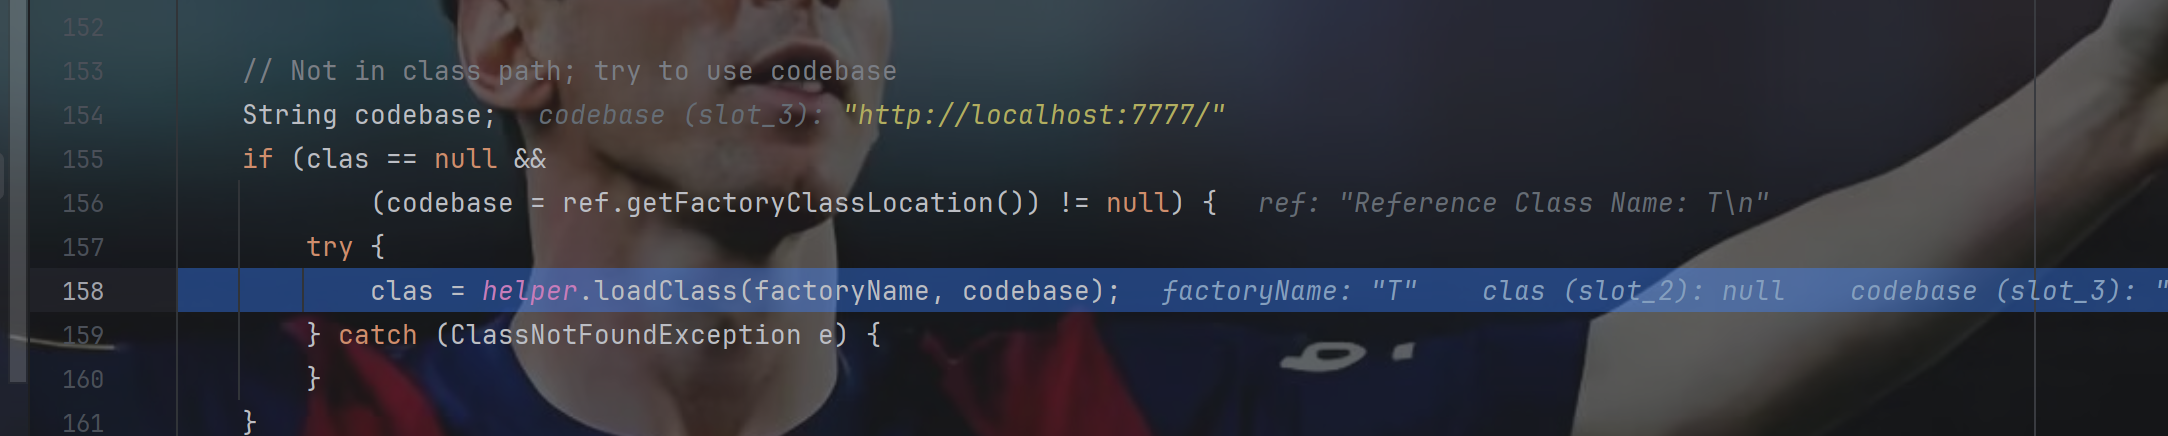 152
153 // Not in class path; try to use codebase
154 String codebase; codebase (slot_3): "http://localhost:7777/"
155 if (clas == null &&
156 (codebase = ref.getFactoryClassLocation()) != null) { ref: "Reference Class Name: T\n"
157 try {
158 clas = helper.loadClass(factoryName, codebase); factoryName: "T" clas (slot_2): null codebase (slot_3): "
159 } catch (ClassNotFoundException e) {
160 }
161 }